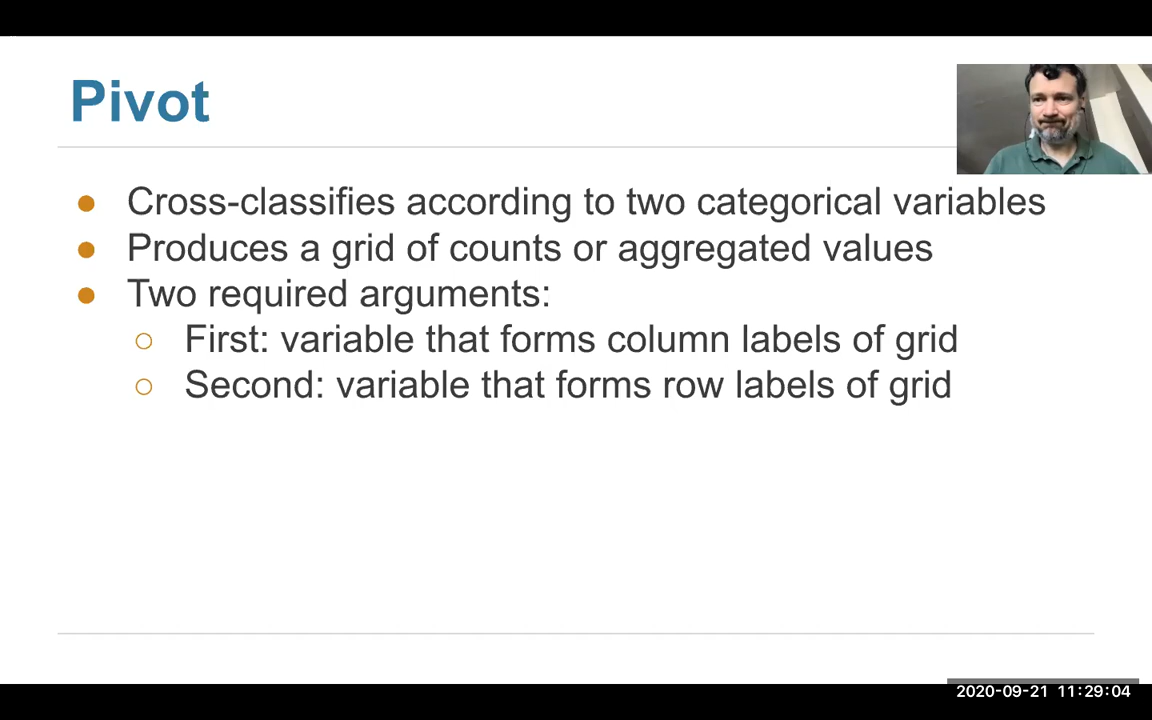 Pivot
● Cross-classifies according to two categorical variables
● Produces a grid of counts or aggregated values
● Two required arguments:
○ First: variable that forms column labels of grid
○ Second: variable that forms row labels of grid
2020-09-21 11:29:04